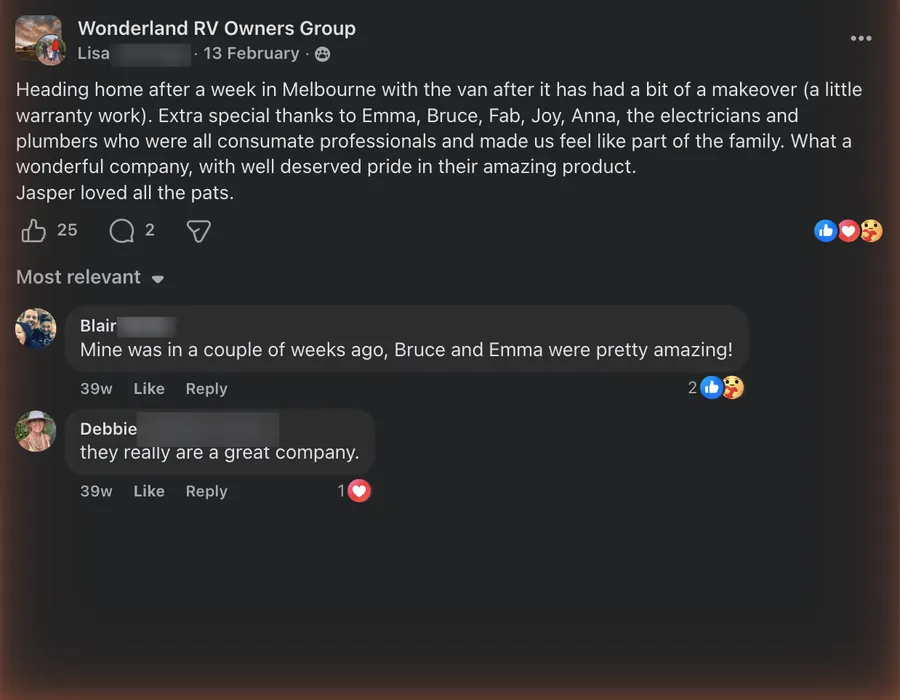 Wonderland RV Owners Group
Lisa · 13 February ·
Heading home after a week in Melbourne with the van after it has had a bit of a makeover (a little
warranty work). Extra special thanks to Emma, Bruce, Fab, Joy, Anna, the electricians and
plumbers who were all consumate professionals and made us feel like part of the family. What a
wonderful company, with well deserved pride in their amazing product.
Jasper loved all the pats.
25 2
Most relevant
Blair
Mine was in a couple of weeks ago, Bruce and Emma were pretty amazing!
39w Like Reply 2
Debbie
they really are a great company.
39w Like Reply 1